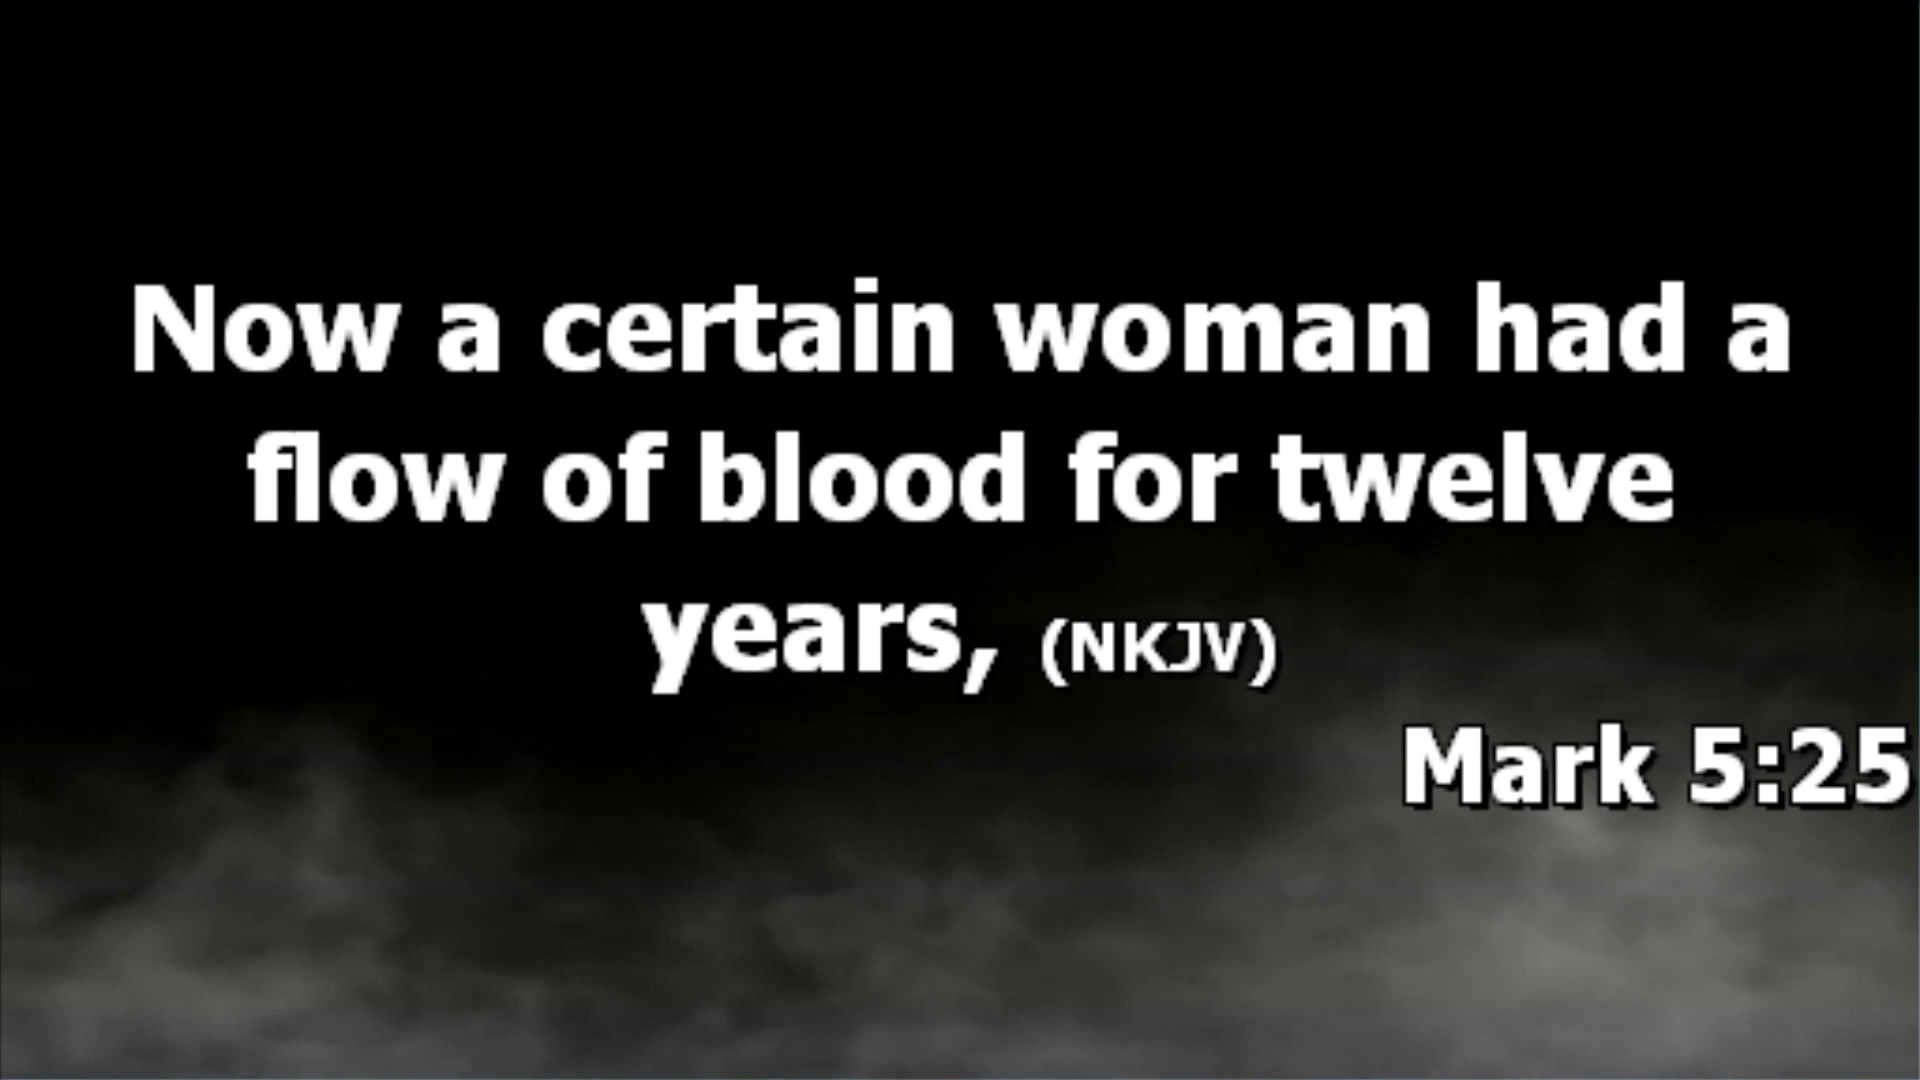 Now a certain woman had a
flow of blood for twelve
years, (NKJV)
Mark 5:25